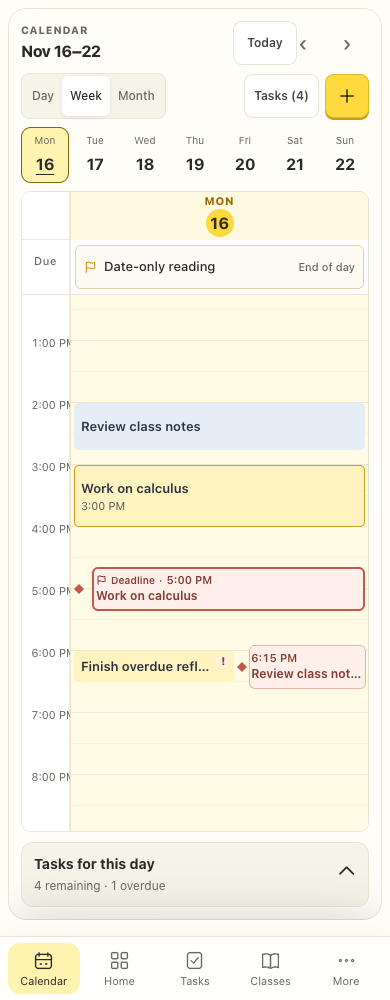 CALENDAR
Nov 16–22
Today
Day Week Month
Tasks (4)
Mon Tue Wed Thu Fri Sat Sun
16 17 18 19 20 21 22
MON
16
Due
Date-only reading End of day
1:00 PM
2:00 PM
Review class notes
3:00 PM
Work on calculus
3:00 PM
4:00 PM
Deadline · 5:00 PM
5:00 PM
Work on calculus
6:00 PM
Finish overdue refl... !
6:15 PM
Review class not...
7:00 PM
8:00 PM
Tasks for this day
4 remaining · 1 overdue
Calendar Home Tasks Classes More